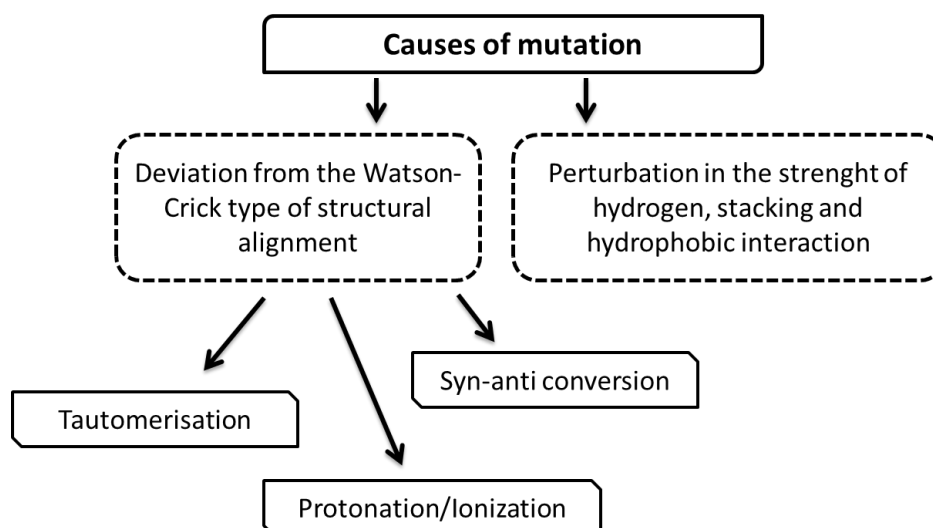 Causes of mutation
Deviation from the Watson-
Crick type of structural
alignment
Perturbation in the strenght of
hydrogen, stacking and
hydrophobic interaction
Syn-anti conversion
Tautomerisation
Protonation/Ionization